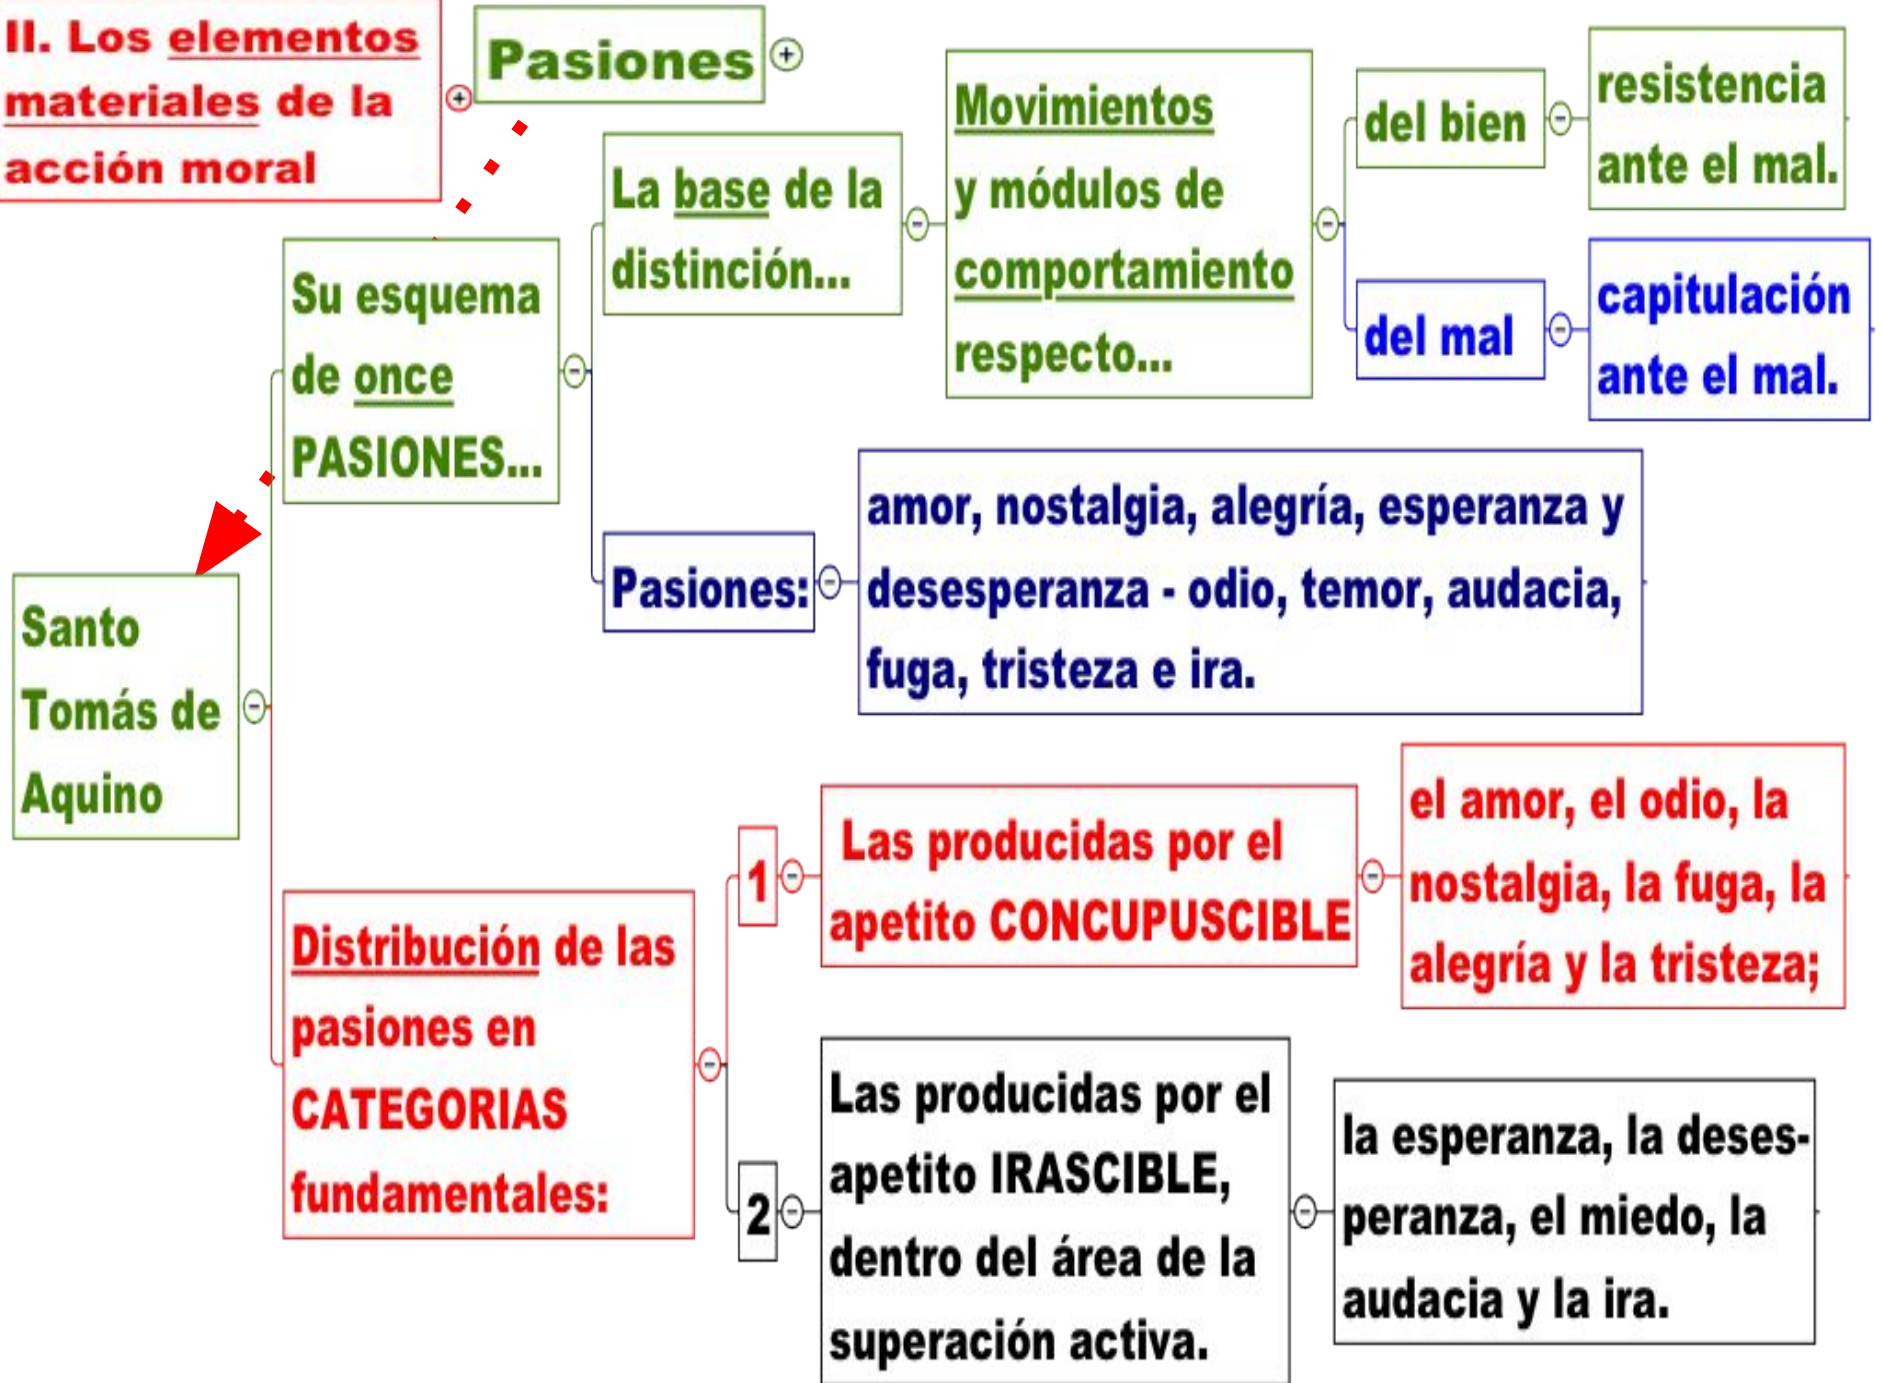 II. Los elementos
materiales de la
acción moral
Pasiones
Santo
Tomás de
Aquino
Su esquema
de once
PASIONES...
La base de la
distinción...
Movimientos
y módulos de
comportamiento
respecto...
del bien
resistencia
ante el mal.
del mal
capitulación
ante el mal.
Pasiones:
amor, nostalgia, alegría, esperanza y
desesperanza - odio, temor, audacia,
fuga, tristeza e ira.
Distribución de las
pasiones en
CATEGORIAS
fundamentales:
1
Las producidas por el
apetito CONCUPUSCIBLE
el amor, el odio, la
nostalgia, la fuga, la
alegría y la tristeza;
2
Las producidas por el
apetito IRASCIBLE,
dentro del área de la
superación activa.
la esperanza, la deses-
peranza, el miedo, la
audacia y la ira.